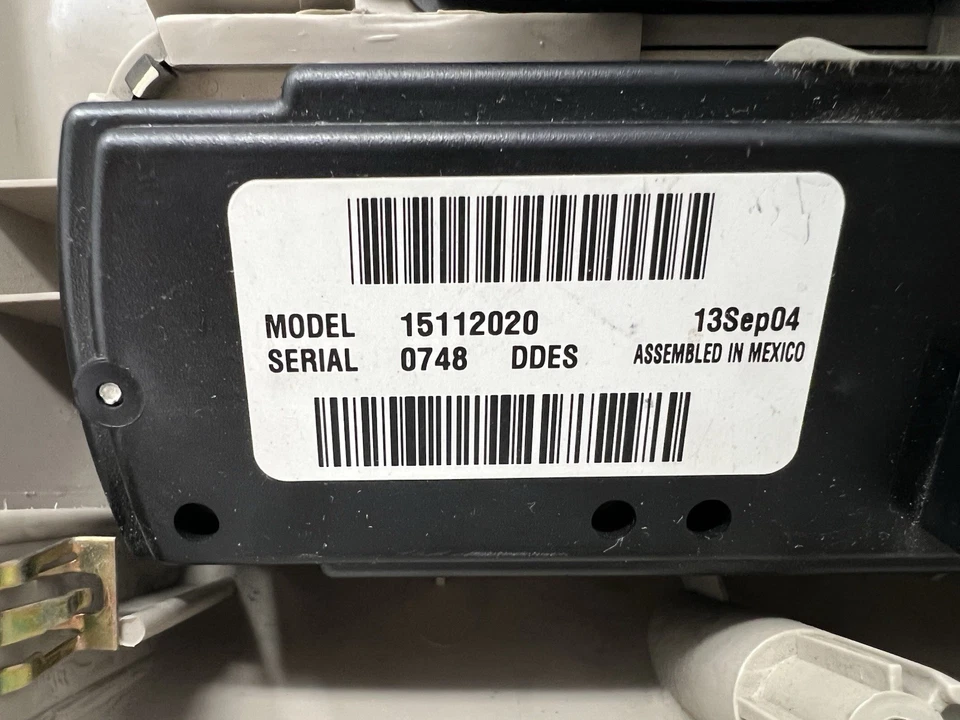 MODEL 15112020 13Sep04
SERIAL 0748 DDES ASSEMBLED IN MEXICO